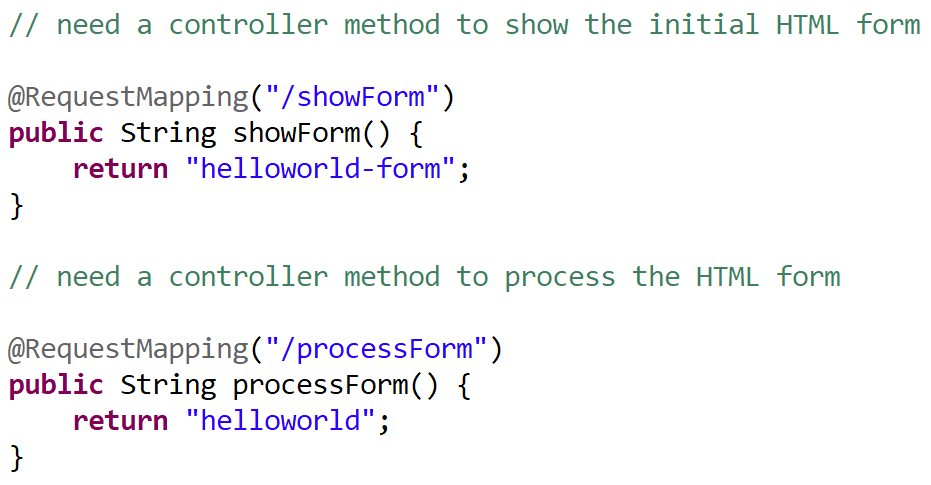 // need a controller method to show the initial HTML form
@RequestMapping("/showForm")
public String showForm() {
    return "helloworld-form";
}
// need a controller method to process the HTML form
@RequestMapping("/processForm")
public String processForm() {
    return "helloworld";
}